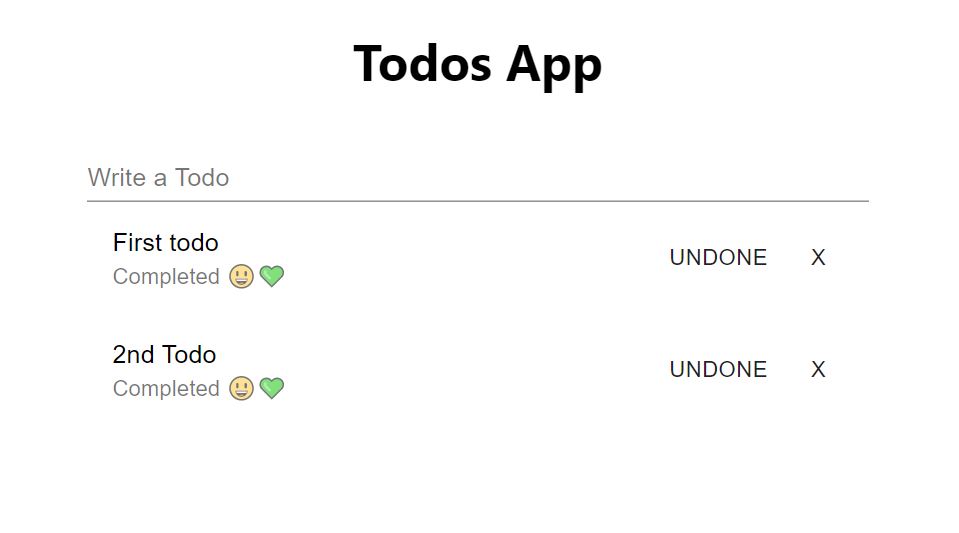 Todos App
Write a Todo
First todo
Completed 😃💚
UNDONE
X
2nd Todo
Completed 😃💚
UNDONE
X